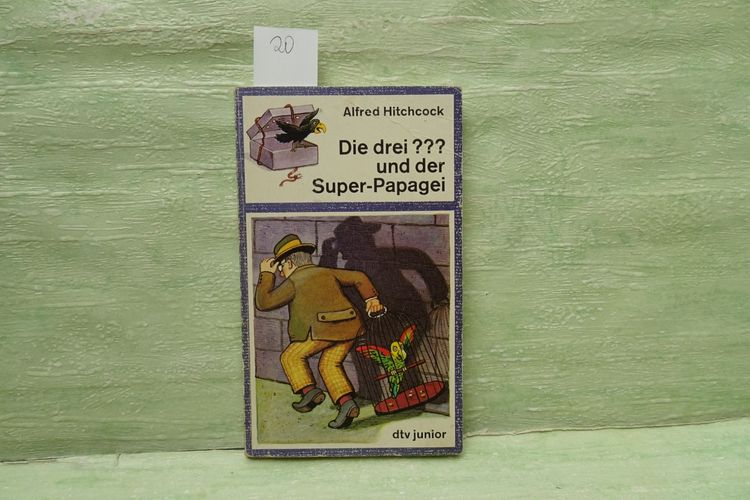 20
Alfred Hitchcock
Die drei ???
und der
Super-Papagei
dtv junior